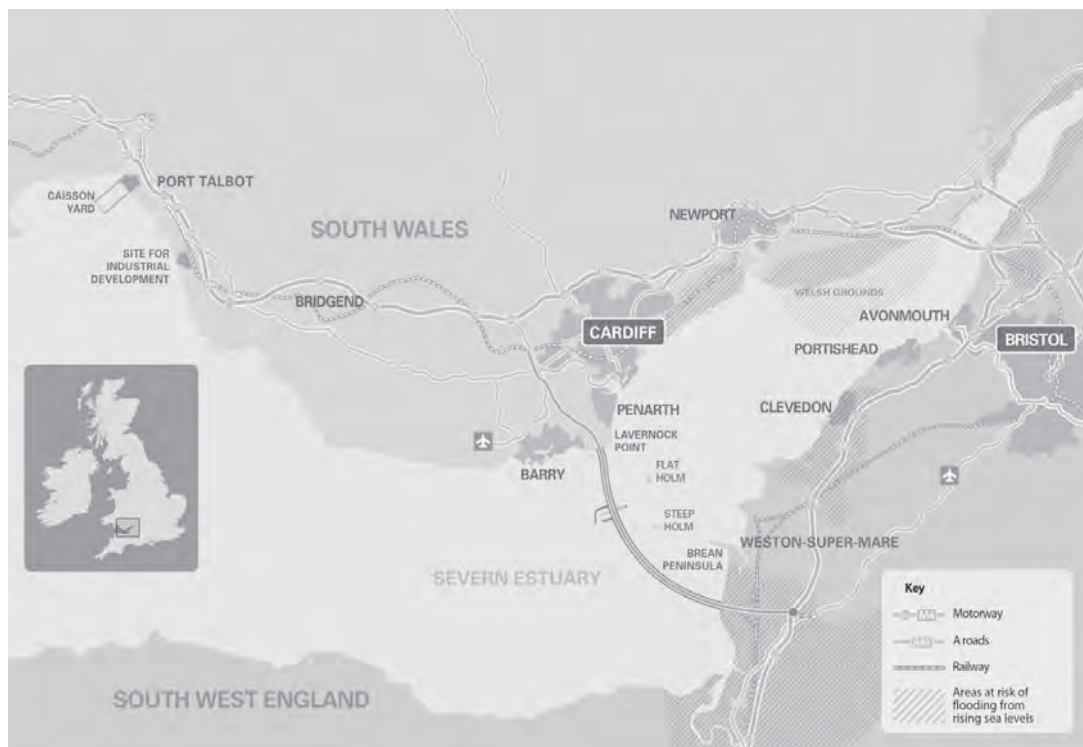 PORT TALBOT
CAISSON
YARD
SOUTH WALES
NEWPORT
SITE FOR
INDUSTRIAL
DEVELOPMENT
BRIDGEND
WELSH GROUNDS
AVONMOUTH
CARDIFF
BRISTOL
PORTISHEAD
PENARTH
CLEVEDON
LAVERNOCK
POINT
BARRY
FLAT
HOLM
STEEP
HOLM
WESTON-SUPER-MARE
BREAN
PENINSULA
SEVERN ESTUARY
SOUTH WEST ENGLAND
Key
Motorway
A roads
Railway
Areas at risk of
flooding from
rising sea levels